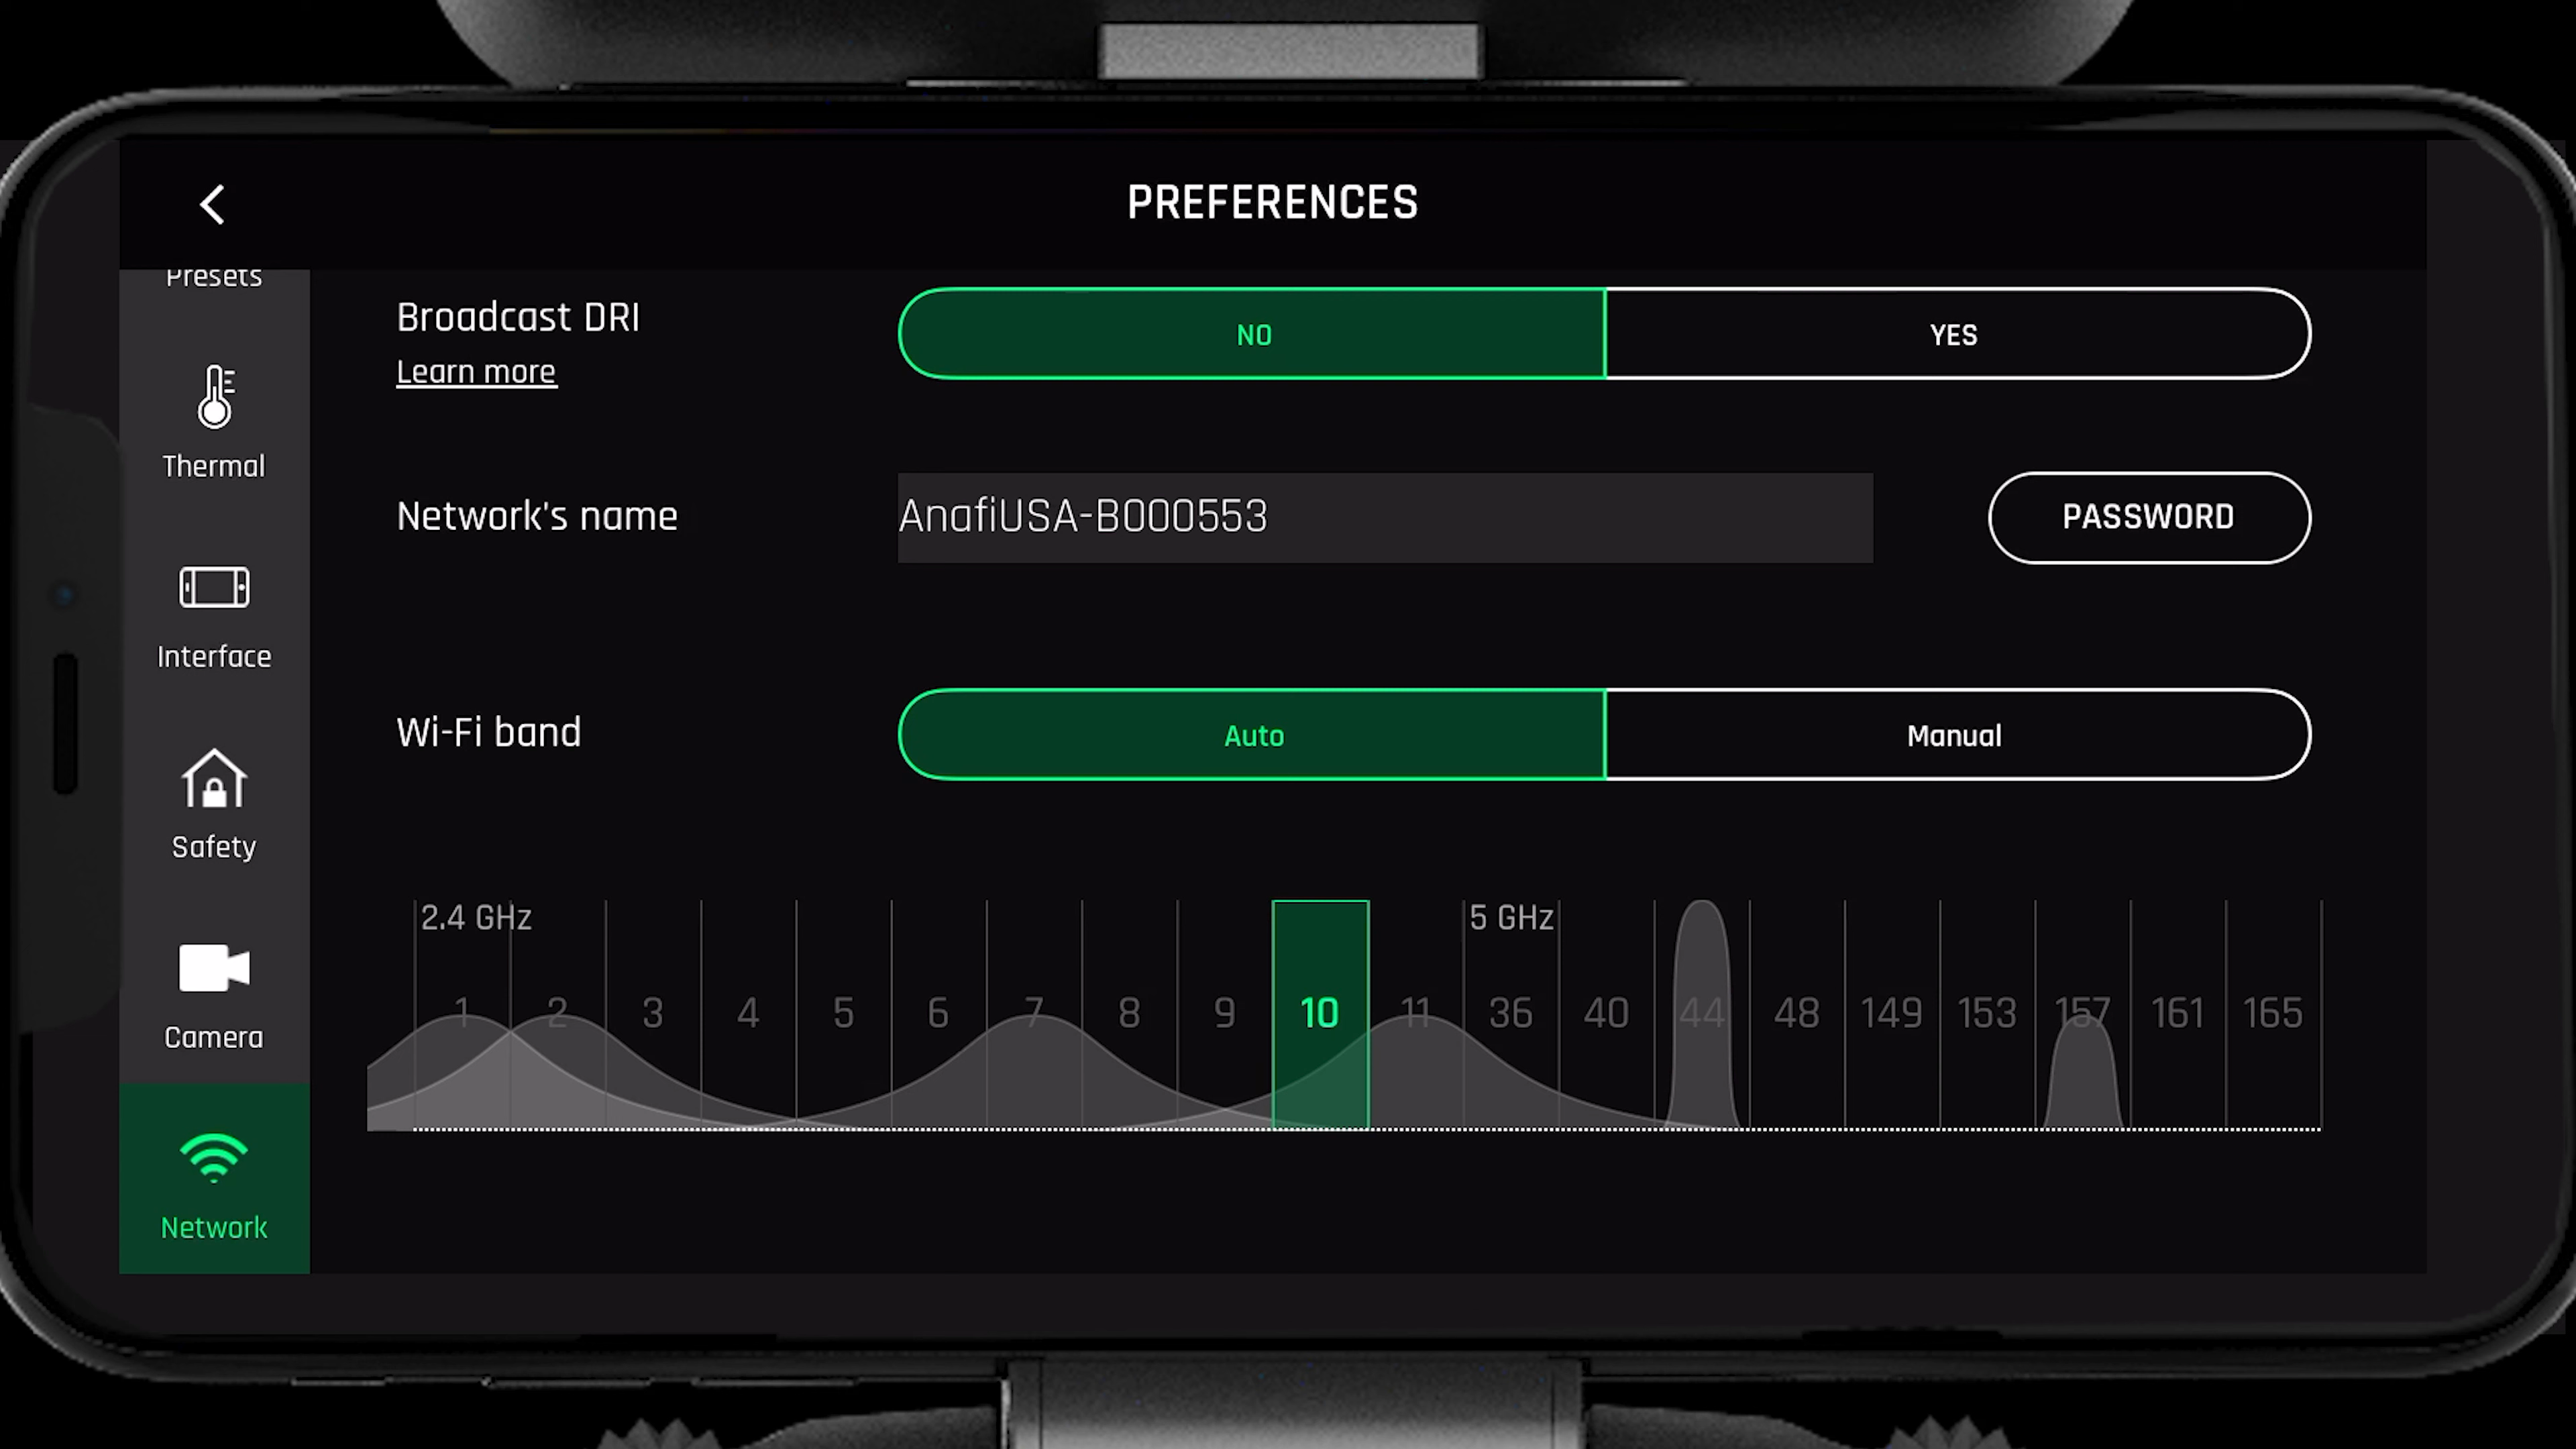 PREFERENCES
Presets
Thermal
Interface
Safety
Camera
Network
Broadcast DRI
Learn more
NO
YES
Network's name
AnafiUSA-B000553
PASSWORD
Wi-Fi band
Auto
Manual
2.4 GHz
5 GHz
1 2 3 4 5 6 7 8 9 10 11 36 40 44 48 149 153 157 161 165